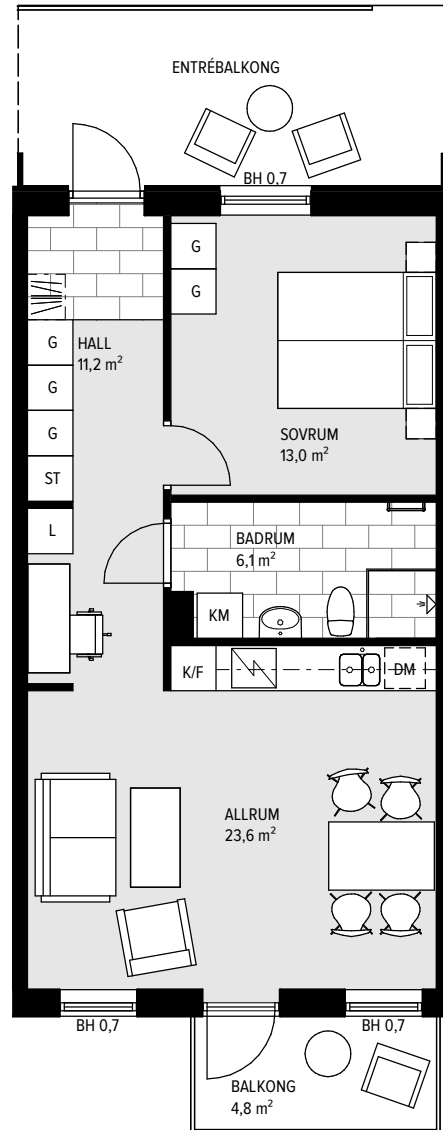 ENTRÉBALKONG
BH 0,7
G
G
HALL
11,2 m²
G
G
G
ST
SOVRUM
13,0 m²
L
BADRUM
6,1 m²
KM
K/F
DM
ALLRUM
23,6 m²
BH 0,7
BH 0,7
BALKONG
4,8 m²